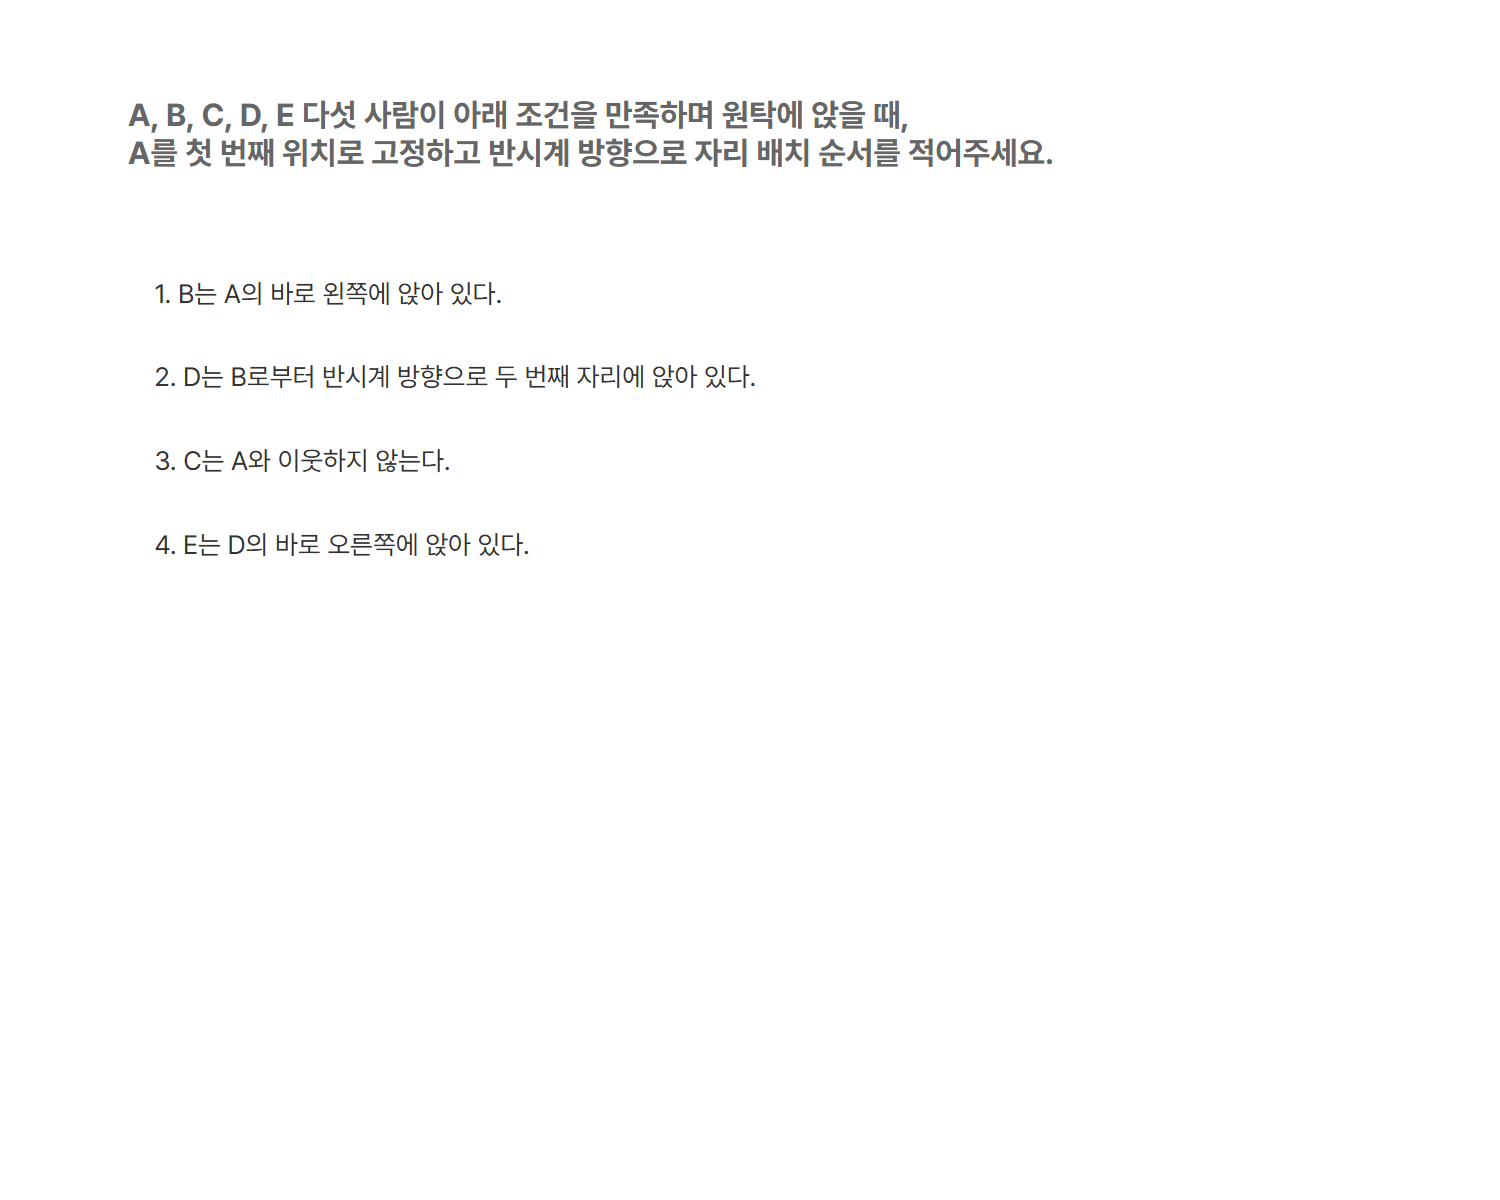 A, B, C, D, E 다섯 사람이 아래 조건을 만족하며 원탁에 앉을 때,
A를 첫 번째 위치로 고정하고 반시계 방향으로 자리 배치 순서를 적어주세요.
1. B는 A의 바로 왼쪽에 앉아 있다.
2. D는 B로부터 반시계 방향으로 두 번째 자리에 앉아 있다.
3. C는 A와 이웃하지 않는다.
4. E는 D의 바로 오른쪽에 앉아 있다.